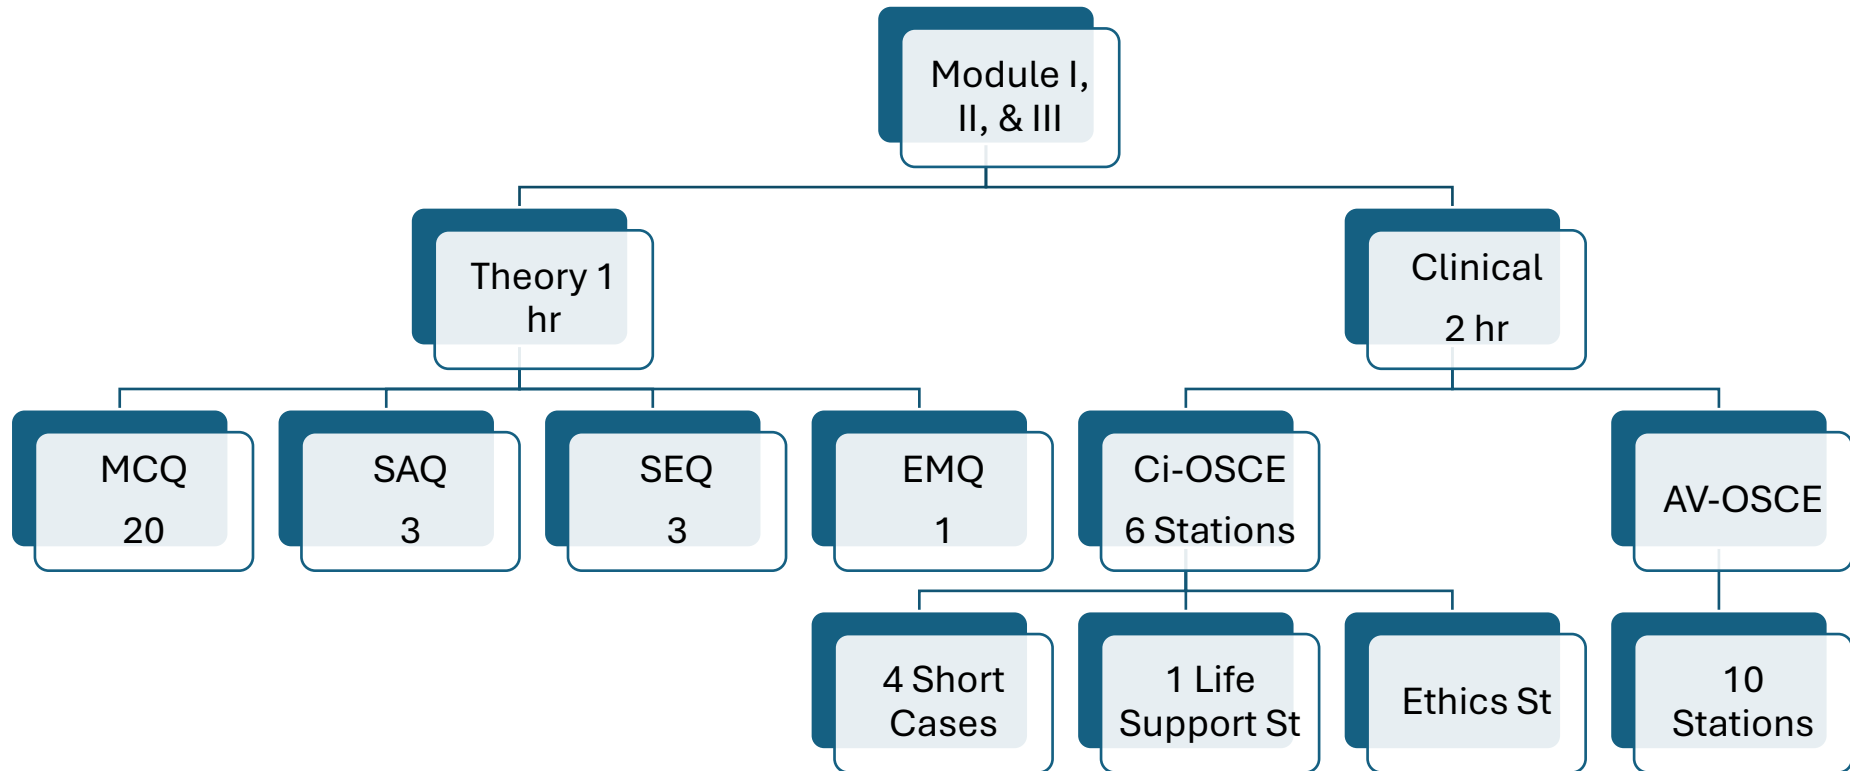 Module I,
II, & III
Theory 1
hr
Clinical
2 hr
MCQ
20
SAQ
3
SEQ
3
EMQ
1
Ci-OSCE
6 Stations
AV-OSCE
4 Short
Cases
1 Life
Support St
Ethics St
10
Stations